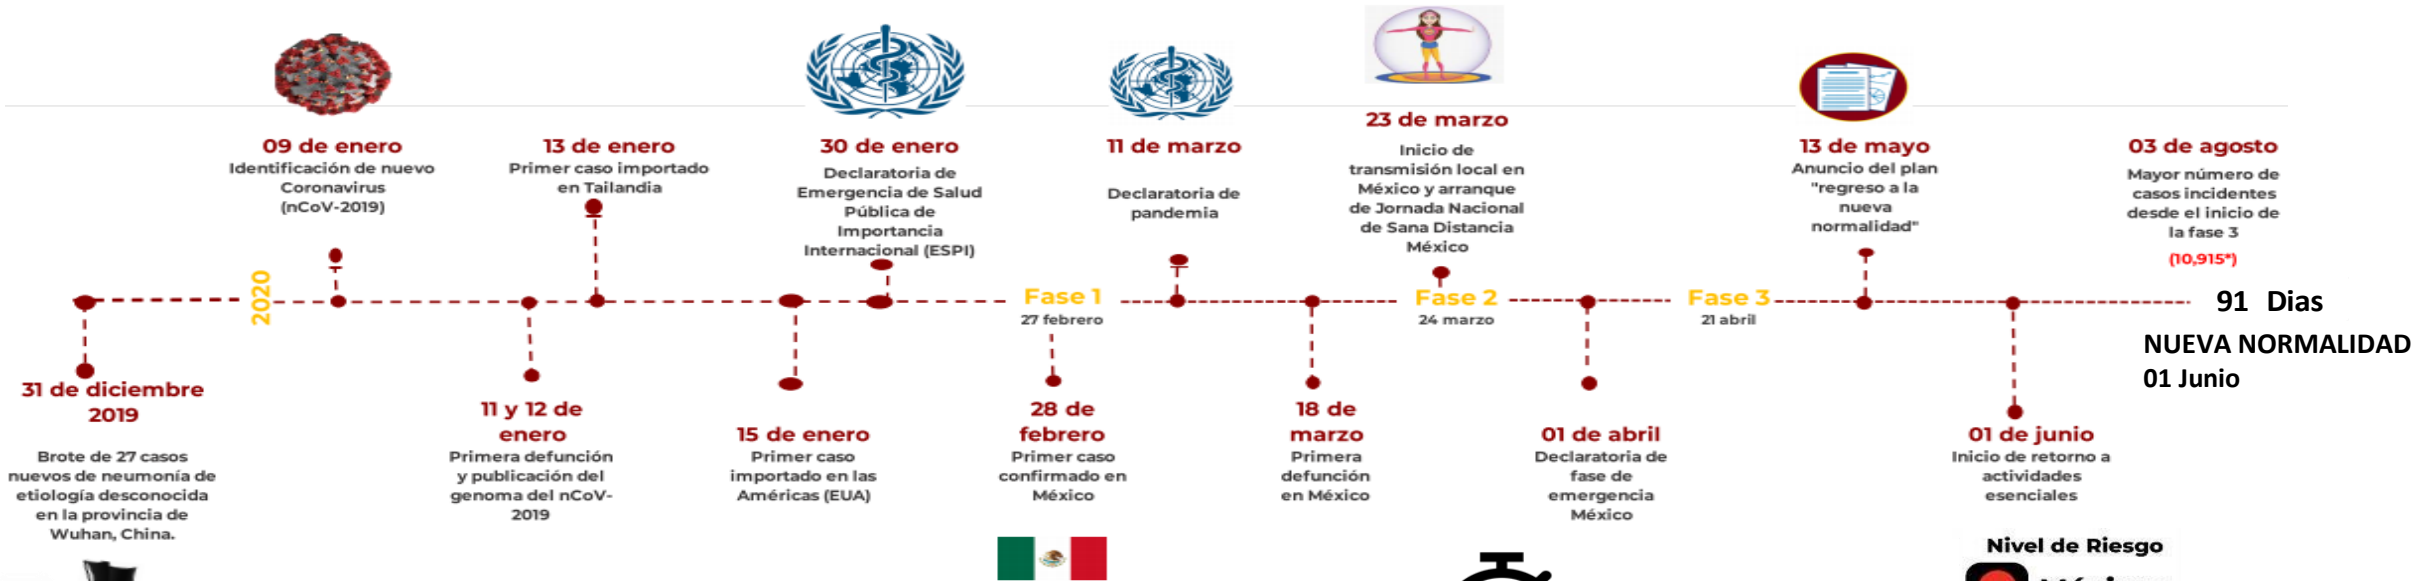 09 de enero
Identificación de nuevo
Coronavirus
(nCoV-2019)
13 de enero
Primer caso importado
en Tailandia
30 de enero
Declaratoria de
Emergencia de Salud
Pública de
Importancia
Internacional (ESPI)
11 de marzo
Declaratoria de
pandemia
23 de marzo
Inicio de
transmisión local en
México y arranque
de Jornada Nacional
de Sana Distancia
México
13 de mayo
Anuncio del plan
"regreso a la
nueva
normalidad"
03 de agosto
Mayor número de
casos incidentes
desde el inicio de
la fase 3
(10,915*)
2020
Fase 1
27 febrero
Fase 2
24 marzo
Fase 3
21 abril
91 Dias
NUEVA NORMALIDAD
01 Junio
31 de diciembre
2019
Brote de 27 casos
nuevos de neumonía de
etiología desconocida
en la provincia de
Wuhan, China.
11 y 12 de
enero
Primera defunción
y publicación del
genoma del nCoV-
2019
15 de enero
Primer caso
importado en las
Américas (EUA)
28 de
febrero
Primer caso
confirmado en
México
18 de
marzo
Primera
defunción
en México
01 de abril
Declaratoria de
fase de
emergencia
México
01 de junio
Inicio de retorno a
actividades
esenciales
Nivel de Riesgo